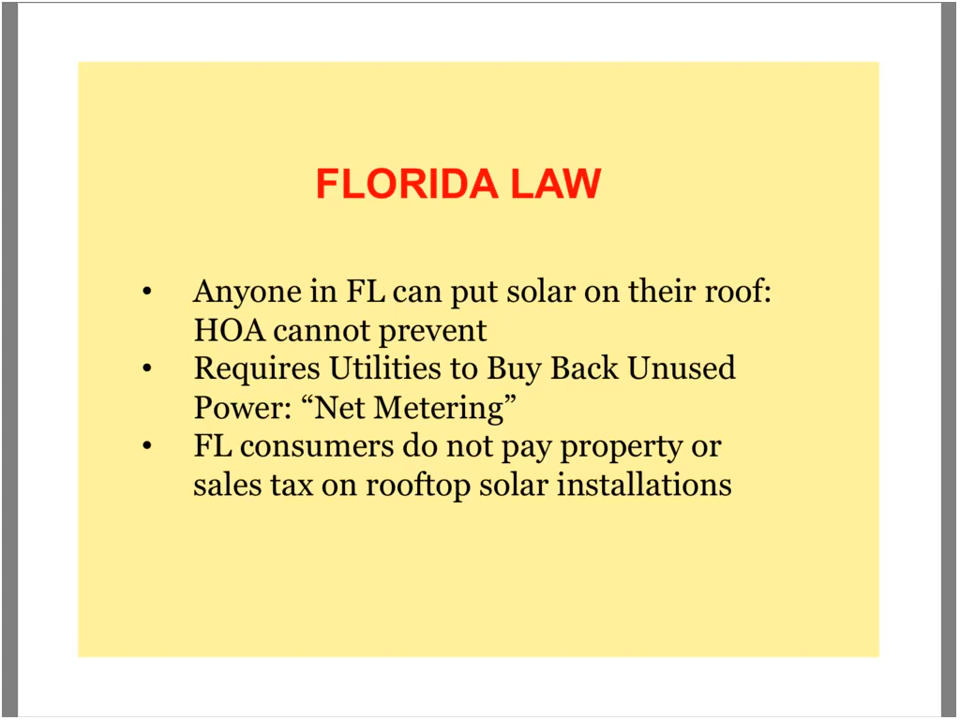 FLORIDA LAW
• Anyone in FL can put solar on their roof:
HOA cannot prevent
• Requires Utilities to Buy Back Unused
Power: “Net Metering”
• FL consumers do not pay property or
sales tax on rooftop solar installations